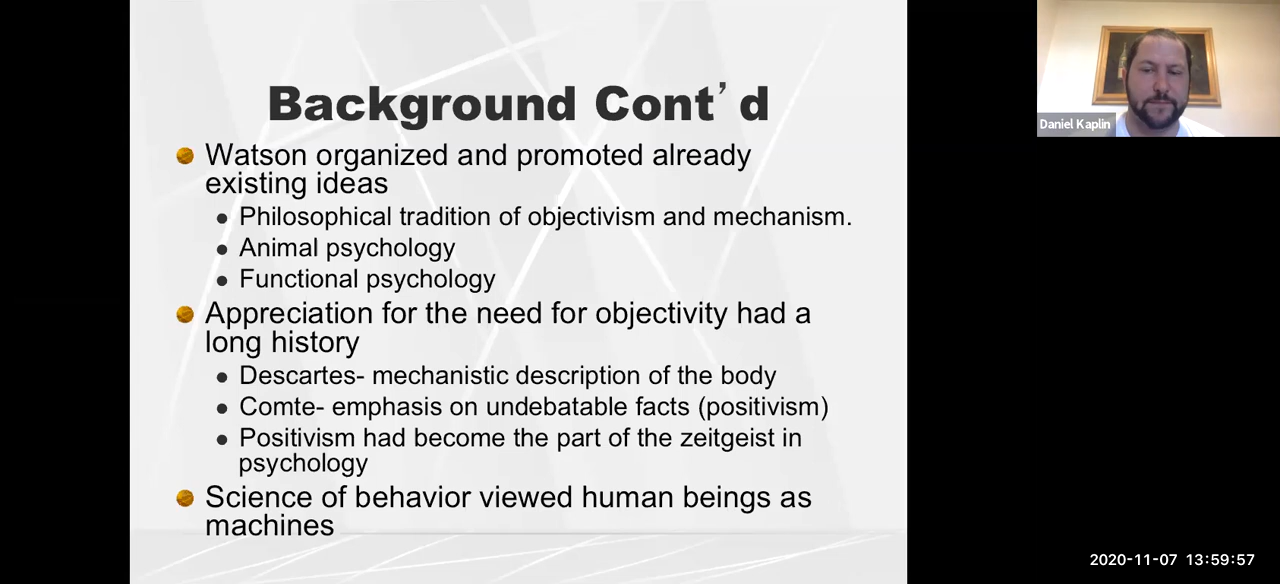 Background Cont’d
Watson organized and promoted already
existing ideas
Philosophical tradition of objectivism and mechanism.
Animal psychology
Functional psychology
Appreciation for the need for objectivity had a
long history
Descartes- mechanistic description of the body
Comte- emphasis on undebatable facts (positivism)
Positivism had become the part of the zeitgeist in
psychology
Science of behavior viewed human beings as
machines
Daniel Kaplin
2020-11-07 13:59:57